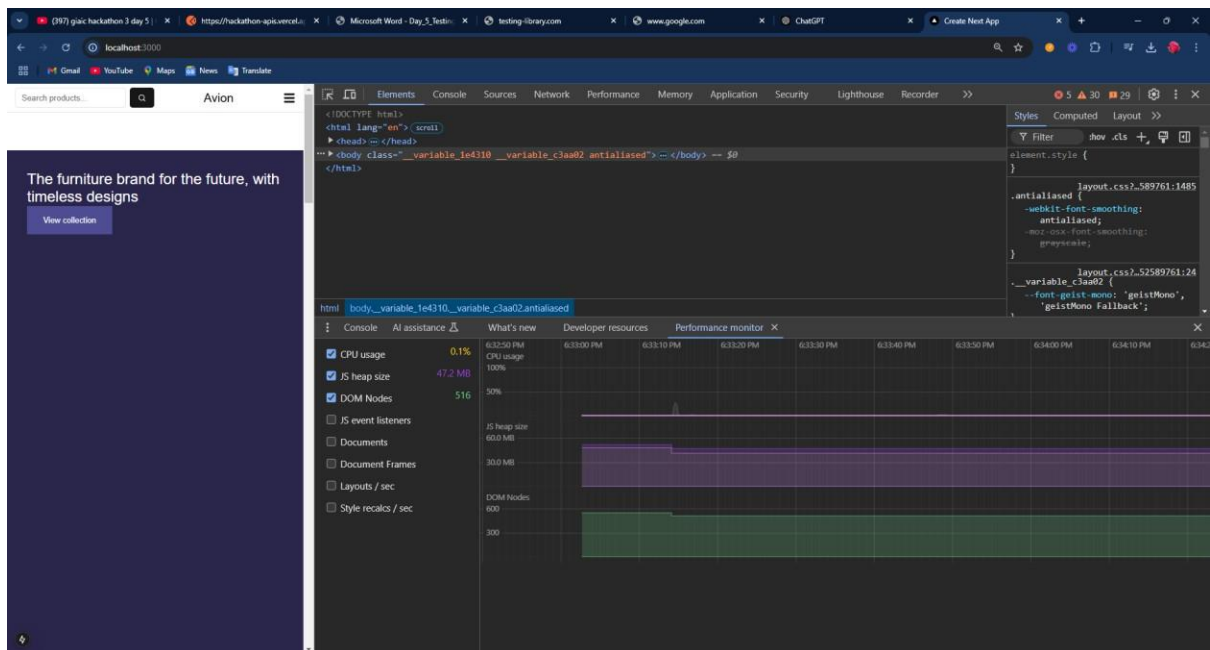 (397) giaic hackathon 3 day 5 |
https://hackathon-apis.vercel.a
Microsoft Word - Day_5_Testin
testing-library.com
www.google.com
ChatGPT
Create Next App
localhost:3000
Gmail YouTube Maps News Translate
Search products...
Avion
The furniture brand for the future, with
timeless designs
View collection
Elements Console Sources Network Performance Memory Application Security Lighthouse Recorder
5 30 29
<!DOCTYPE html>
<html lang="en"> scroll
<head> … </head>
<body class="__variable_1e4310 __variable_c3aa02 antialiased"> … </body> == $0
</html>
html body.__variable_1e4310.__variable_c3aa02.antialiased
Styles Computed Layout
Filter :hov .cls
element.style {
}
layout.css?…589761:1485
.antialiased {
-webkit-font-smoothing:
antialiased;
-moz-osx-font-smoothing:
grayscale;
}
layout.css?…52589761:24
.__variable_c3aa02 {
--font-geist-mono: 'geistMono',
'geistMono Fallback';
Console AI assistance What's new Developer resources Performance monitor
CPU usage 0.1%
JS heap size 47.2 MB
DOM Nodes 516
JS event listeners
Documents
Document Frames
Layouts / sec
Style recalcs / sec
6:32:50 PM 6:33:00 PM 6:33:10 PM 6:33:20 PM 6:33:30 PM 6:33:40 PM 6:33:50 PM 6:34:00 PM 6:34:10 PM 6:34:2
CPU usage
100%
50%
JS heap size
60.0 MB
30.0 MB
DOM Nodes
600
300